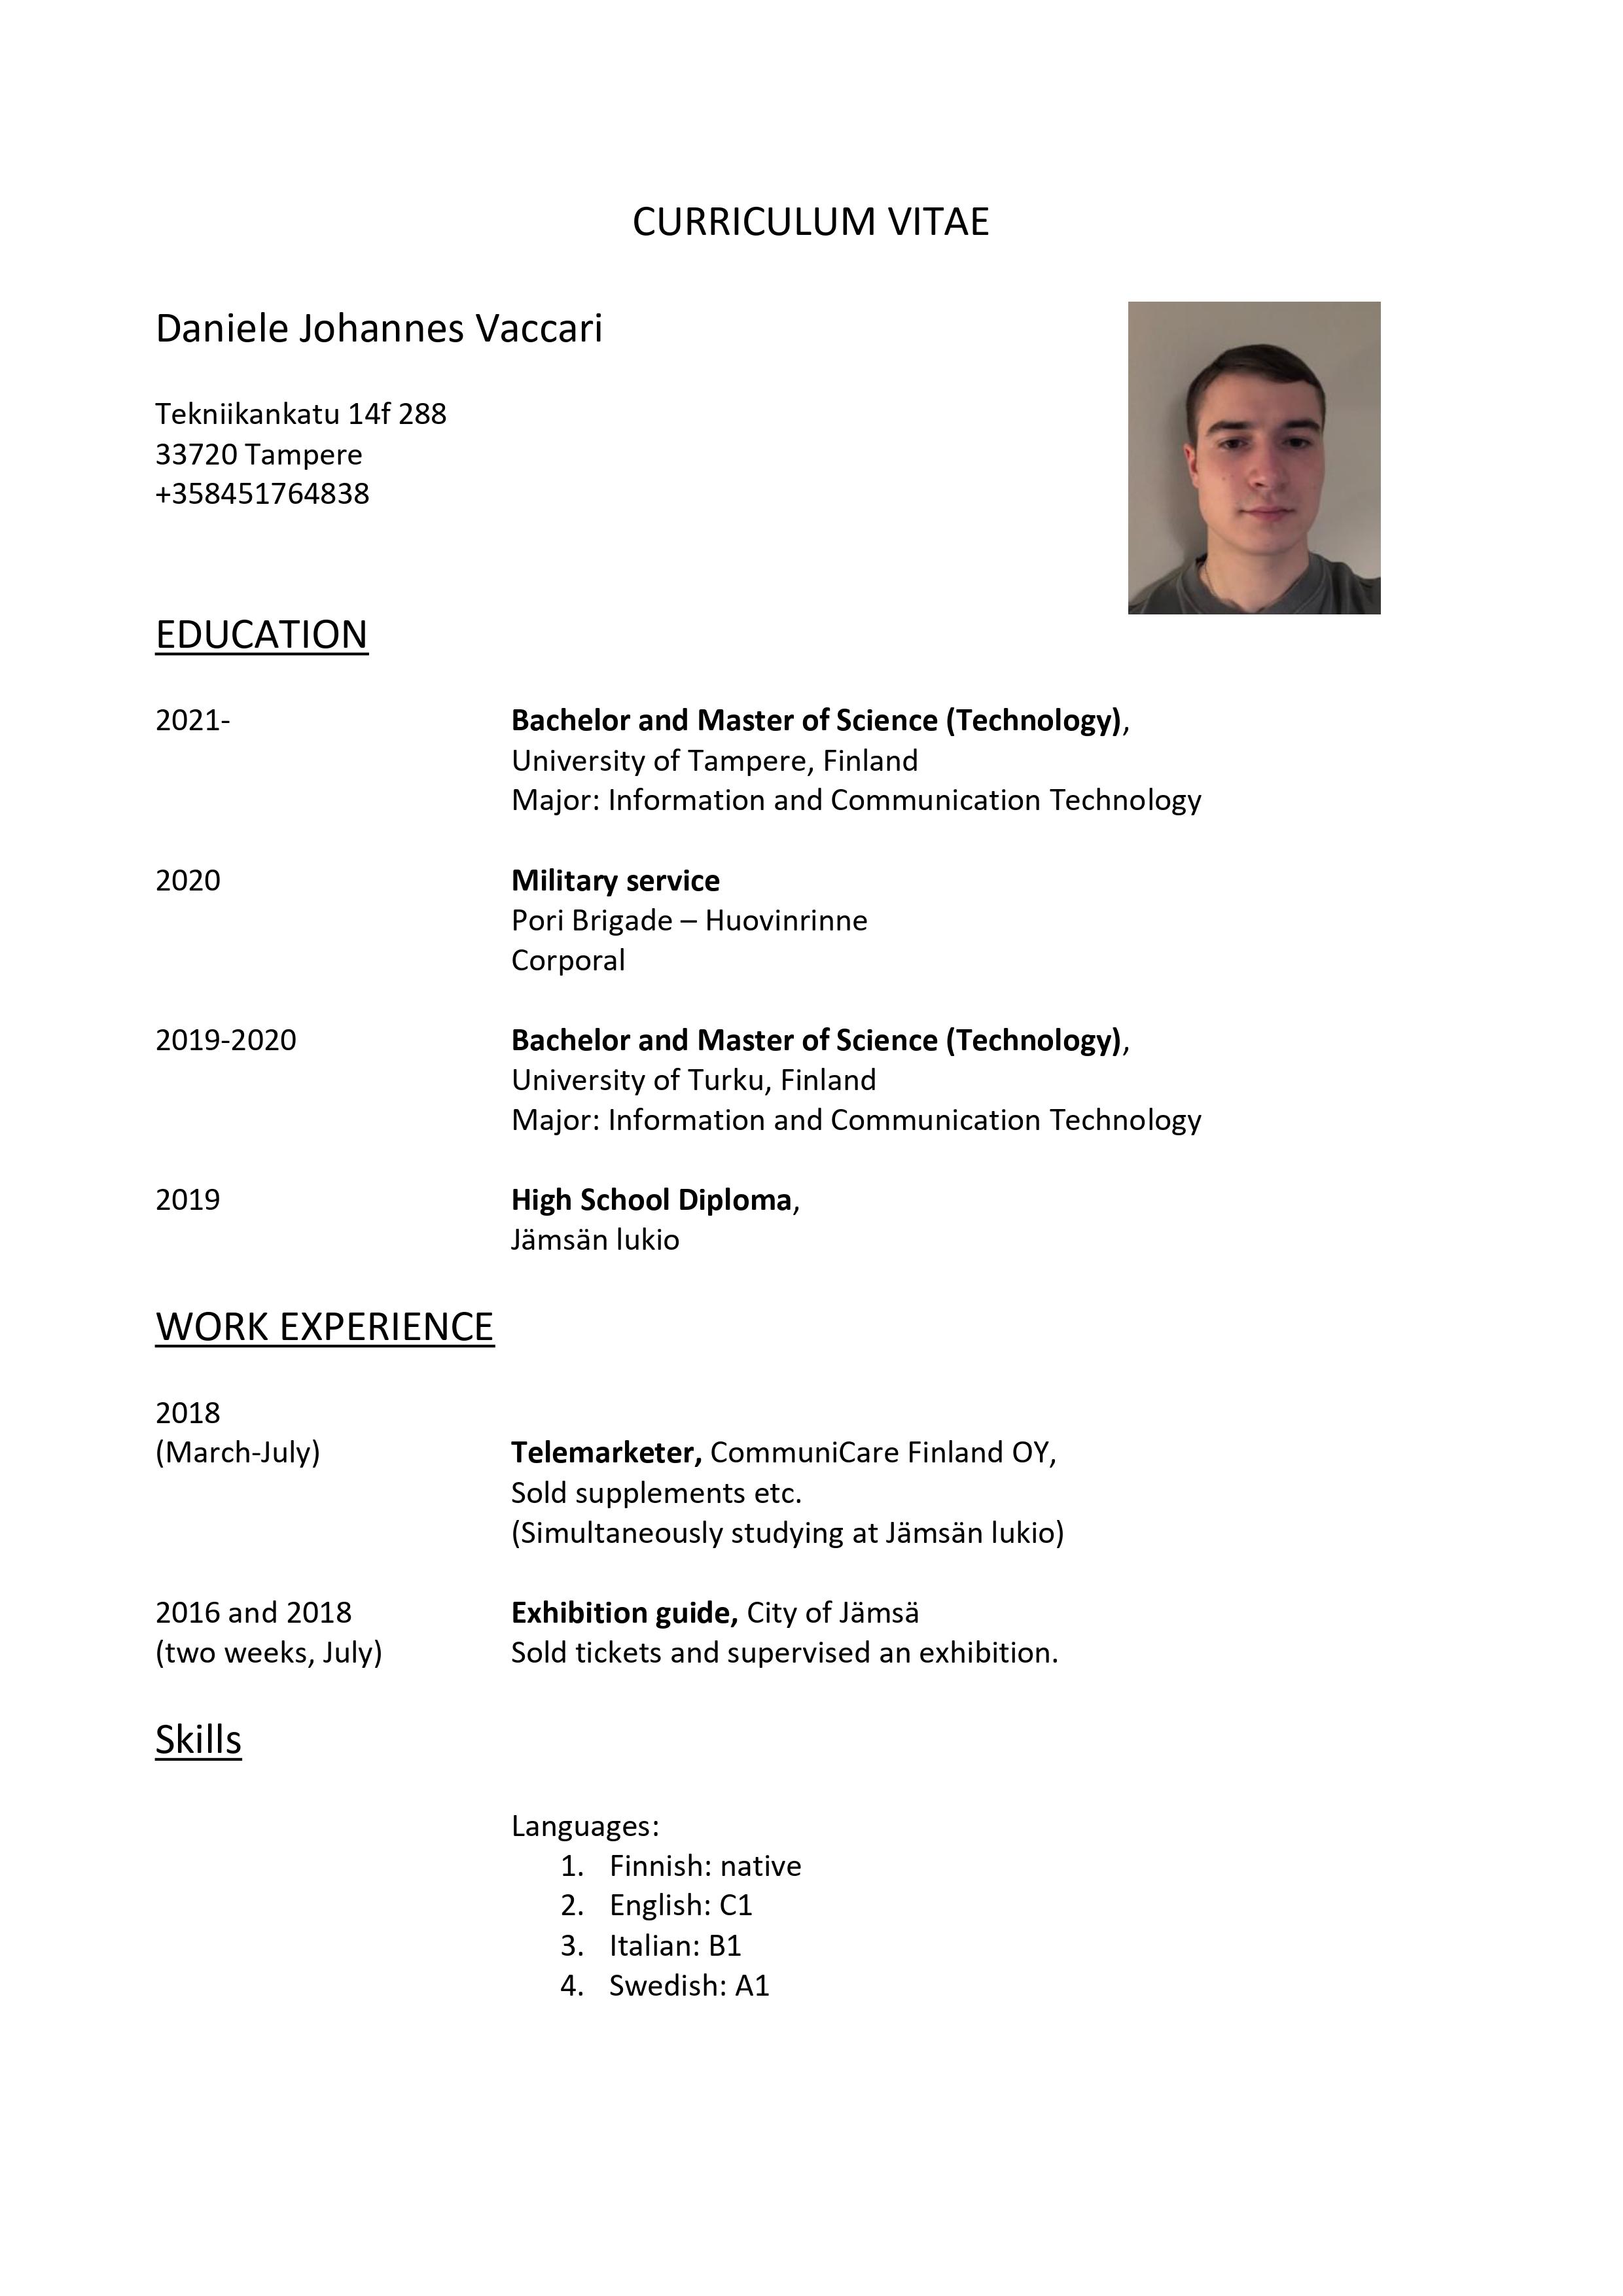 CURRICULUM VITAE
Daniele Johannes Vaccari
Tekniikankatu 14f 288
33720 Tampere
+358451764838
EDUCATION
2021- Bachelor and Master of Science (Technology),
University of Tampere, Finland
Major: Information and Communication Technology
2020 Military service
Pori Brigade – Huovinrinne
Corporal
2019-2020 Bachelor and Master of Science (Technology),
University of Turku, Finland
Major: Information and Communication Technology
2019 High School Diploma,
Jämsän lukio
WORK EXPERIENCE
2018
(March-July) Telemarketer, CommuniCare Finland OY,
Sold supplements etc.
(Simultaneously studying at Jämsän lukio)
2016 and 2018 Exhibition guide, City of Jämsä
(two weeks, July) Sold tickets and supervised an exhibition.
Skills
Languages:
1. Finnish: native
2. English: C1
3. Italian: B1
4. Swedish: A1